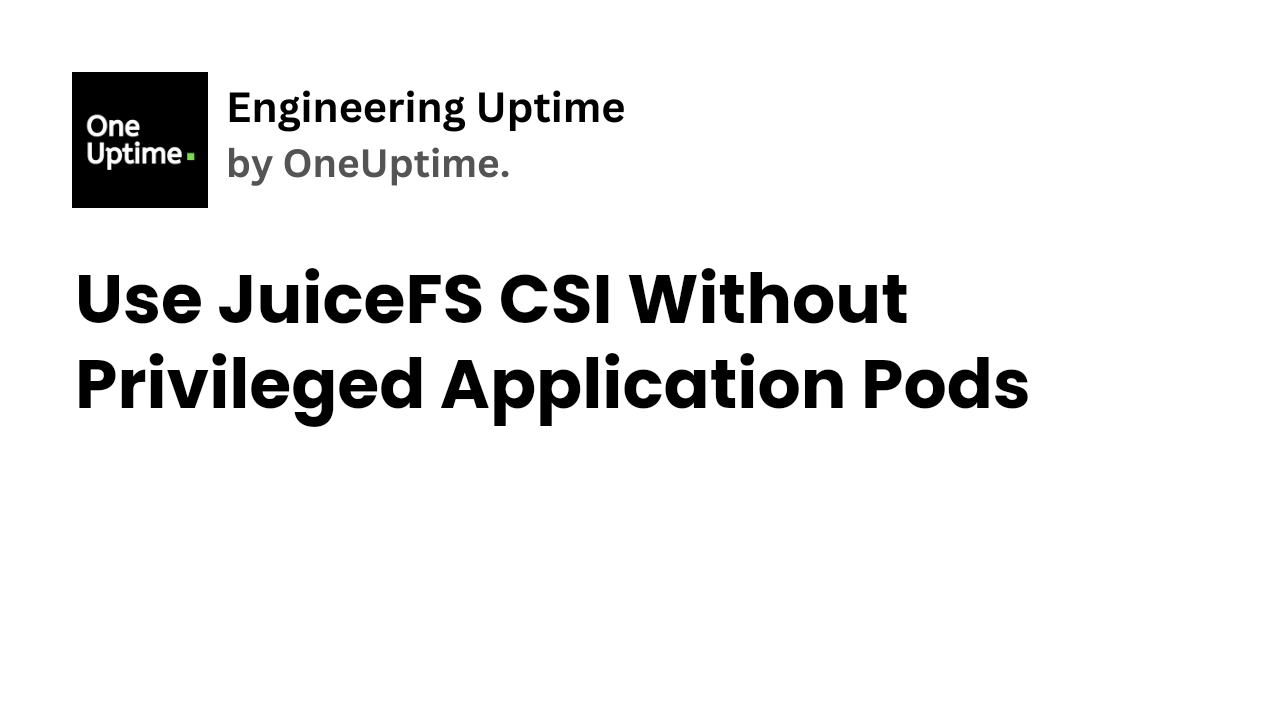 One
Uptime
Engineering Uptime
by OneUptime.
Use JuiceFS CSI Without
Privileged Application Pods